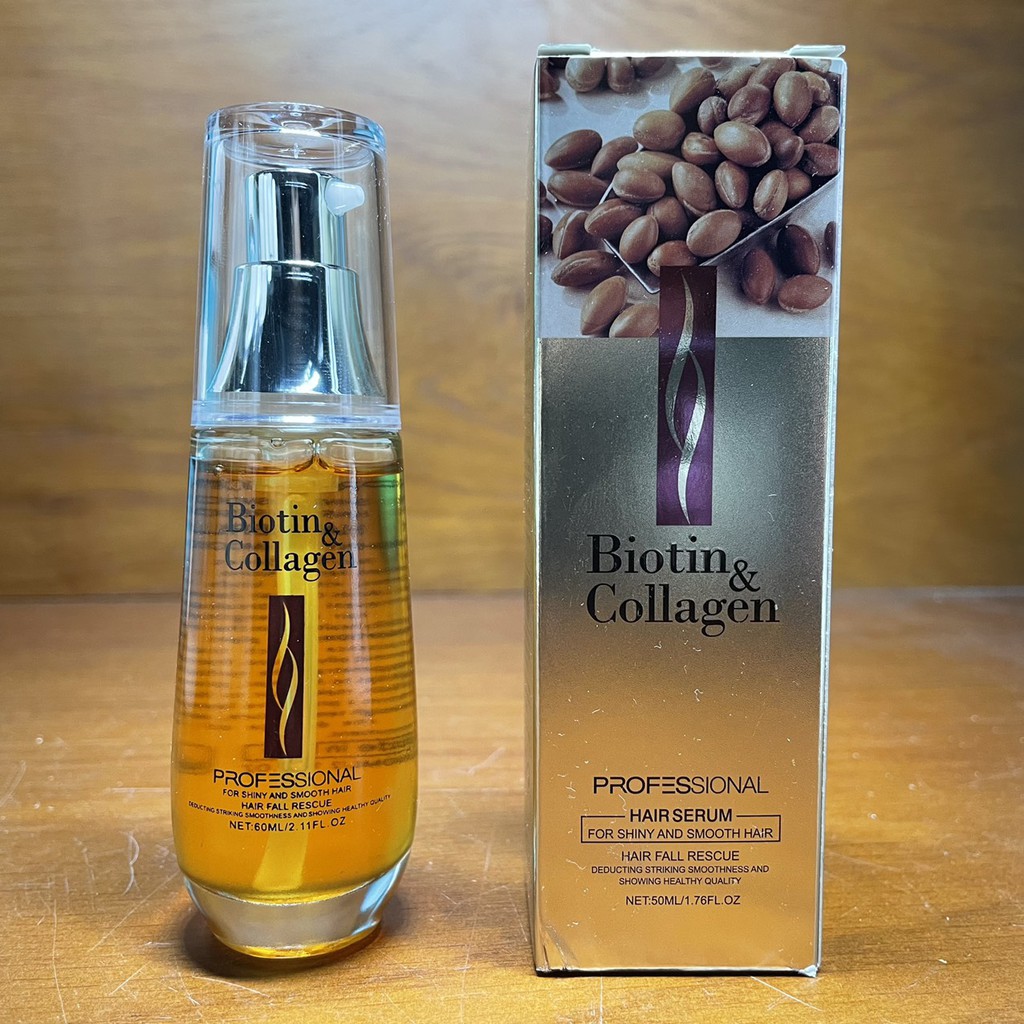 Biotin &
Collagen
PROFESSIONAL
FOR SHINY AND SMOOTH HAIR
HAIR FALL RESCUE
DEDUCTING STRIKING SMOOTHNESS AND SHOWING HEALTHY QUALITY
NET:60ML/2.11FL.OZ
Biotin &
Collagen
PROFESSIONAL
HAIR SERUM
FOR SHINY AND SMOOTH HAIR
HAIR FALL RESCUE
DEDUCTING STRIKING SMOOTHNESS AND
SHOWING HEALTHY QUALITY
NET:50ML/1.76FL.OZ